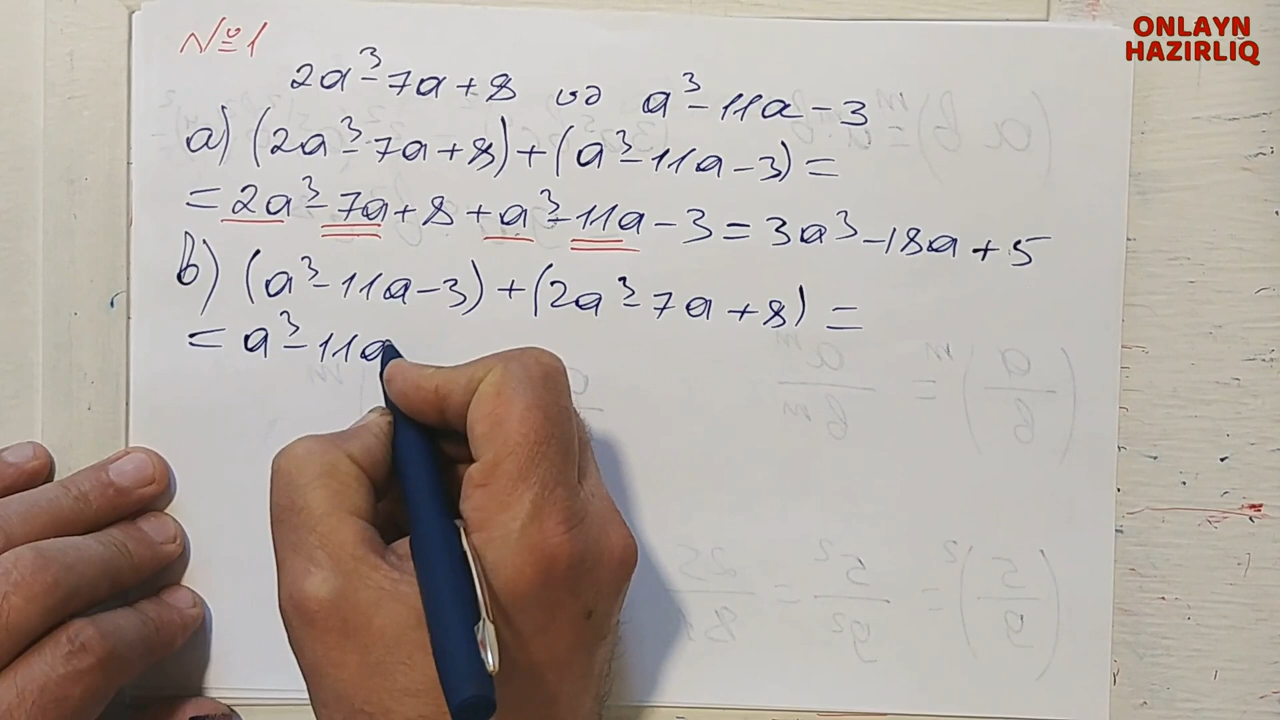 ONLAYN
HAZIRLIQ
№1
2a³-7a+8 və a³-11a-3
a) (2a³-7a+8)+(a³-11a-3)=
=2a³-7a+8+a³-11a-3=3a³-18a+5
b) (a³-11a-3)+(2a³-7a+8)=
=a³-11a